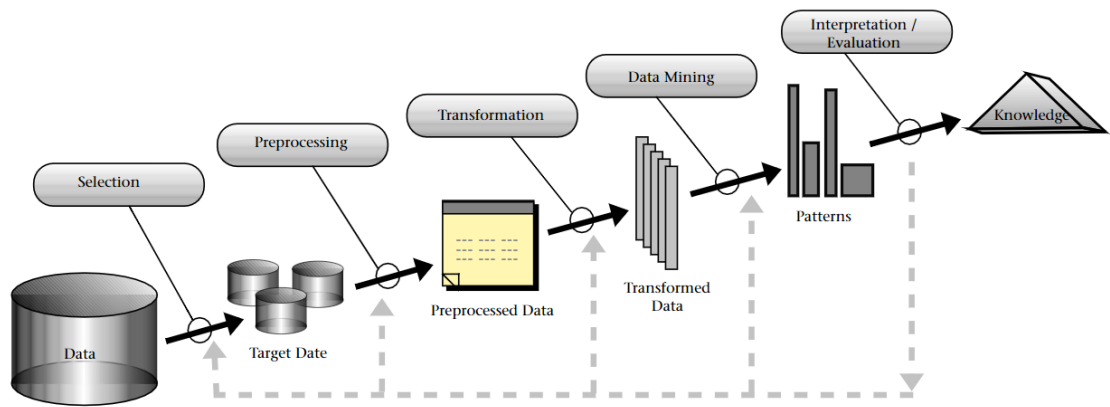 Interpretation /
Evaluation
Data Mining
Transformation
Preprocessing
Selection
Knowledge
Patterns
Transformed
Data
Preprocessed Data
Target Date
Data